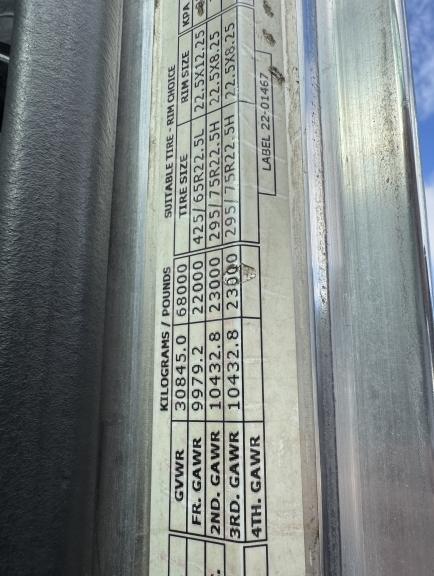 KILOGRAMS / POUNDS SUITABLE TIRE - RIM CHOICE
TIRE SIZE RIM SIZE KPA
GVWR 30845.0 68000
FR. GAWR 9979.2 22000 425/ 65R22.5L 22.5X12.25
2ND. GAWR 10432.8 23000 295/ 75R22.5H 22.5X8.25
3RD. GAWR 10432.8 23000 295/ 75R22.5H 22.5X8.25
4TH. GAWR
LABEL 22-01467